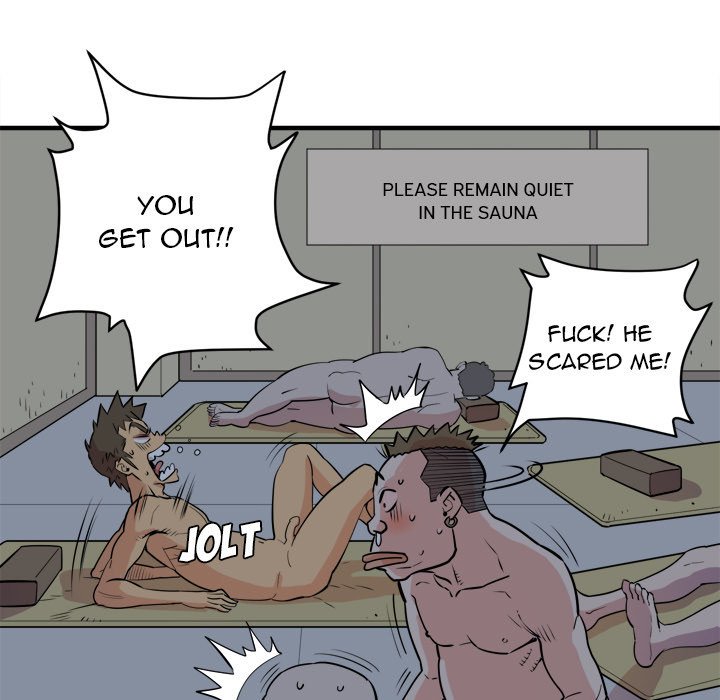 YOU
GET OUT!!
PLEASE REMAIN QUIET
IN THE SAUNA
FUCK! HE
SCARED ME!
JOLT